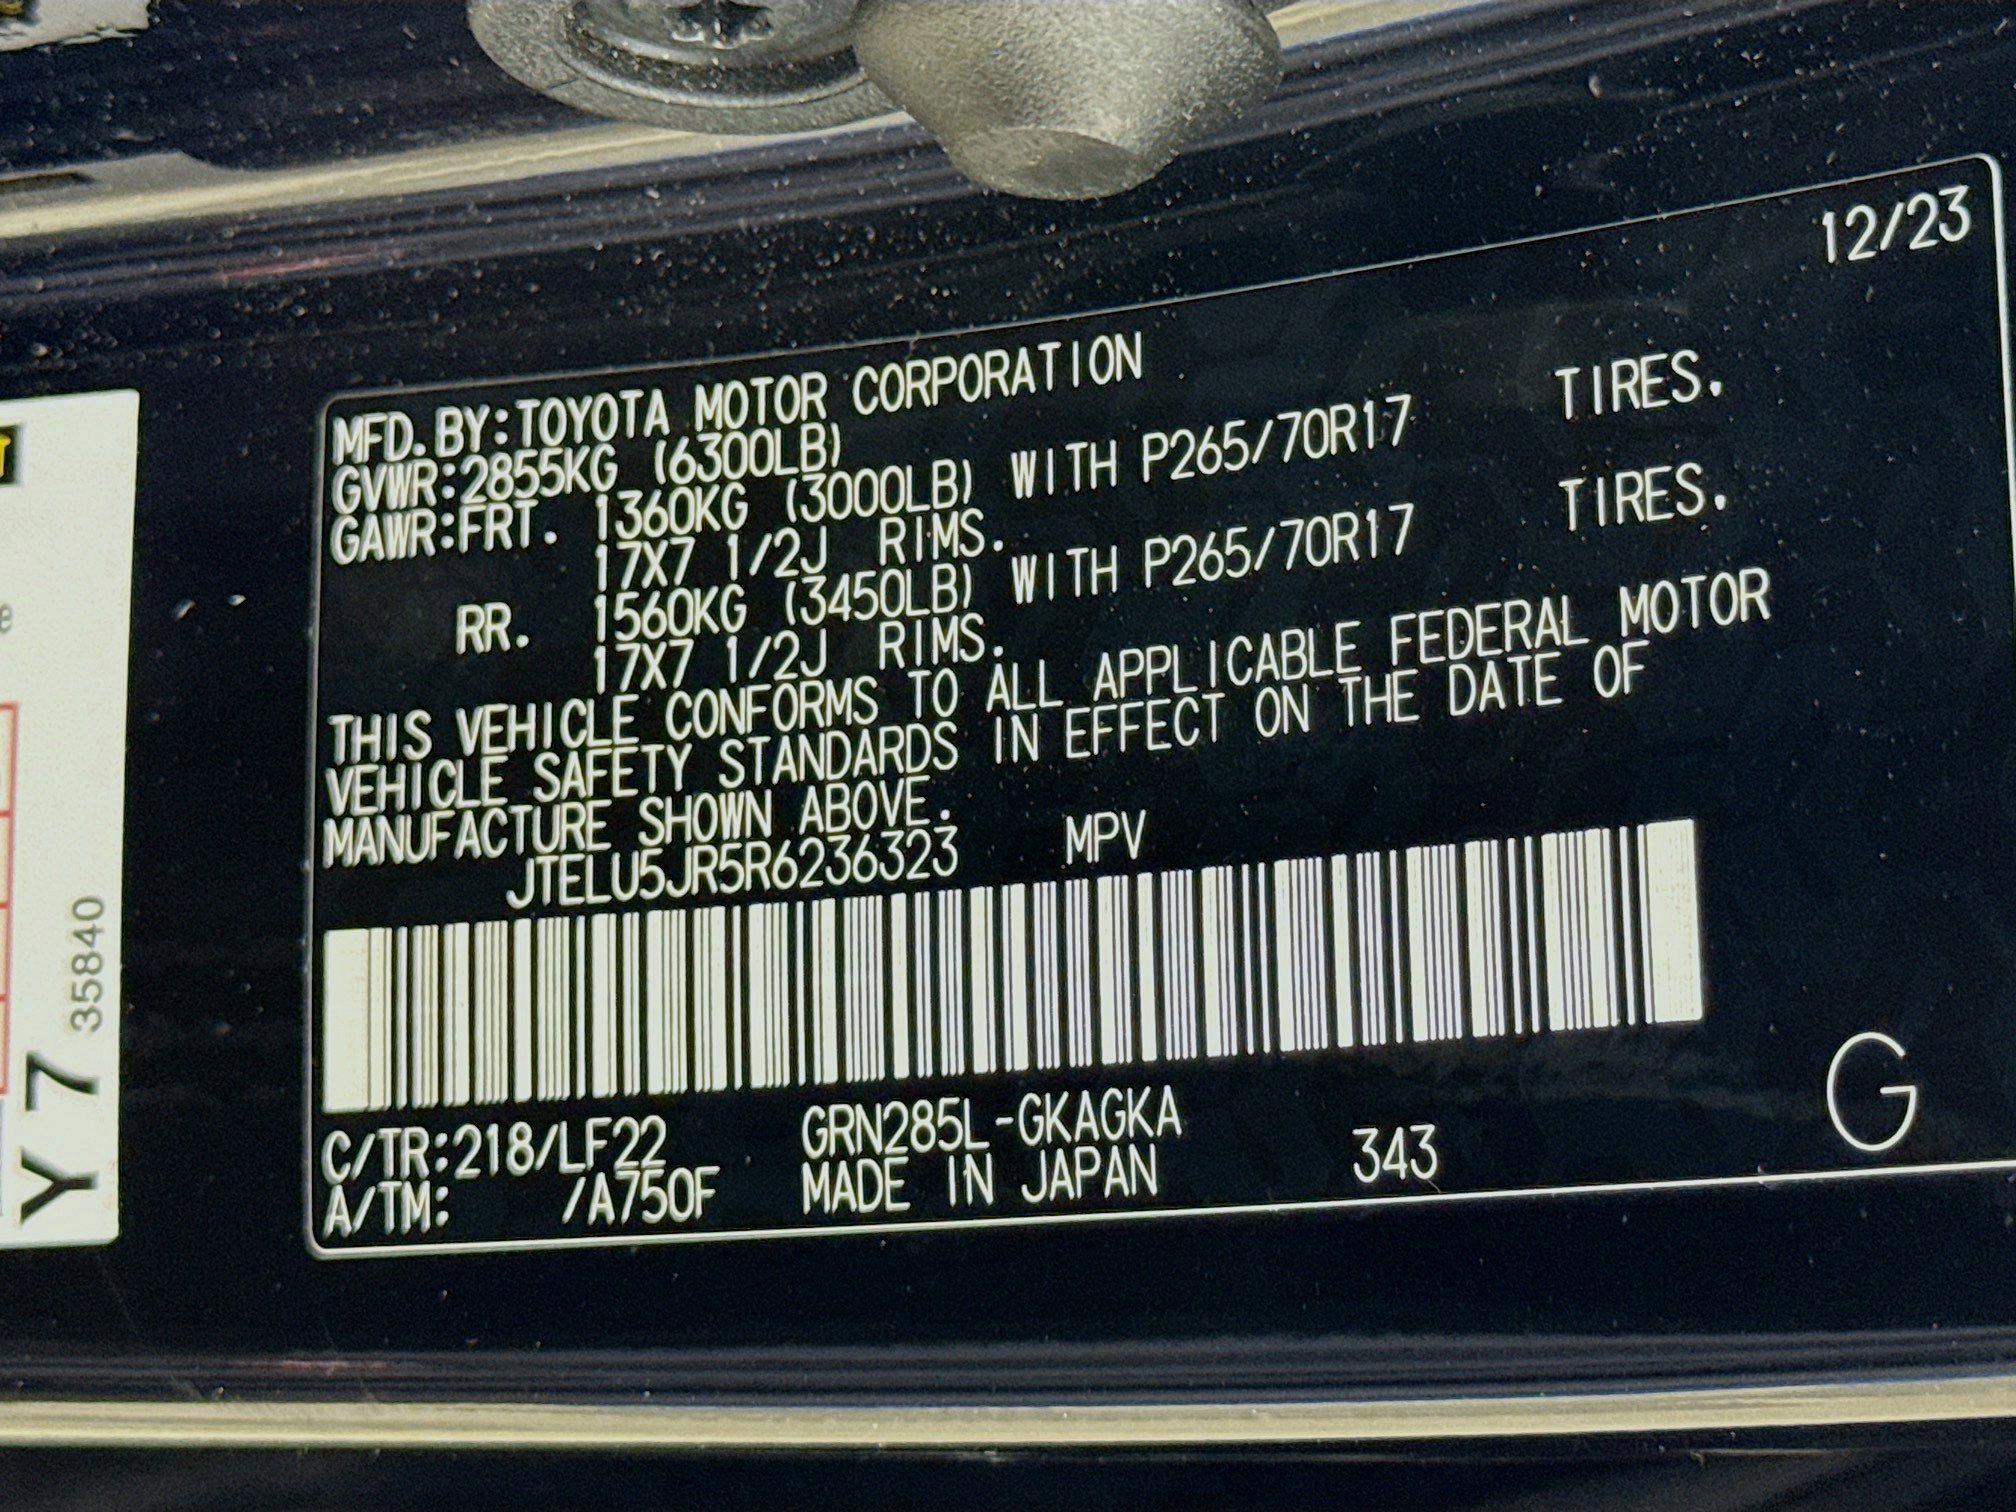 12/23
MFD.BY:TOYOTA MOTOR CORPORATION
GVWR:2855KG (6300LB)
GAWR:FRT. 1360KG (3000LB) WITH P265/70R17 TIRES.
17X7 1/2J RIMS.
RR. 1560KG (3450LB) WITH P265/70R17 TIRES.
17X7 1/2J RIMS.
THIS VEHICLE CONFORMS TO ALL APPLICABLE FEDERAL MOTOR
VEHICLE SAFETY STANDARDS IN EFFECT ON THE DATE OF
MANUFACTURE SHOWN ABOVE.
JTELU5JR5R6236323 MPV
C/TR:218/LF22 GRN285L-GKAGKA
A/TM: /A750F MADE IN JAPAN 343
G
Y7 35840